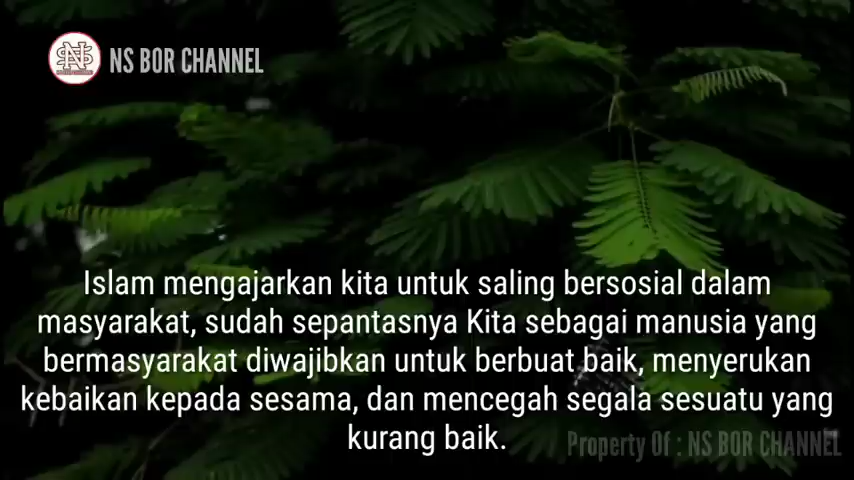 NS BOR CHANNEL
Islam mengajarkan kita untuk saling bersosial dalam
masyarakat, sudah sepantasnya Kita sebagai manusia yang
bermasyarakat diwajibkan untuk berbuat baik, menyerukan
kebaikan kepada sesama, dan mencegah segala sesuatu yang
kurang baik.
Property Of : NS BOR CHANNEL